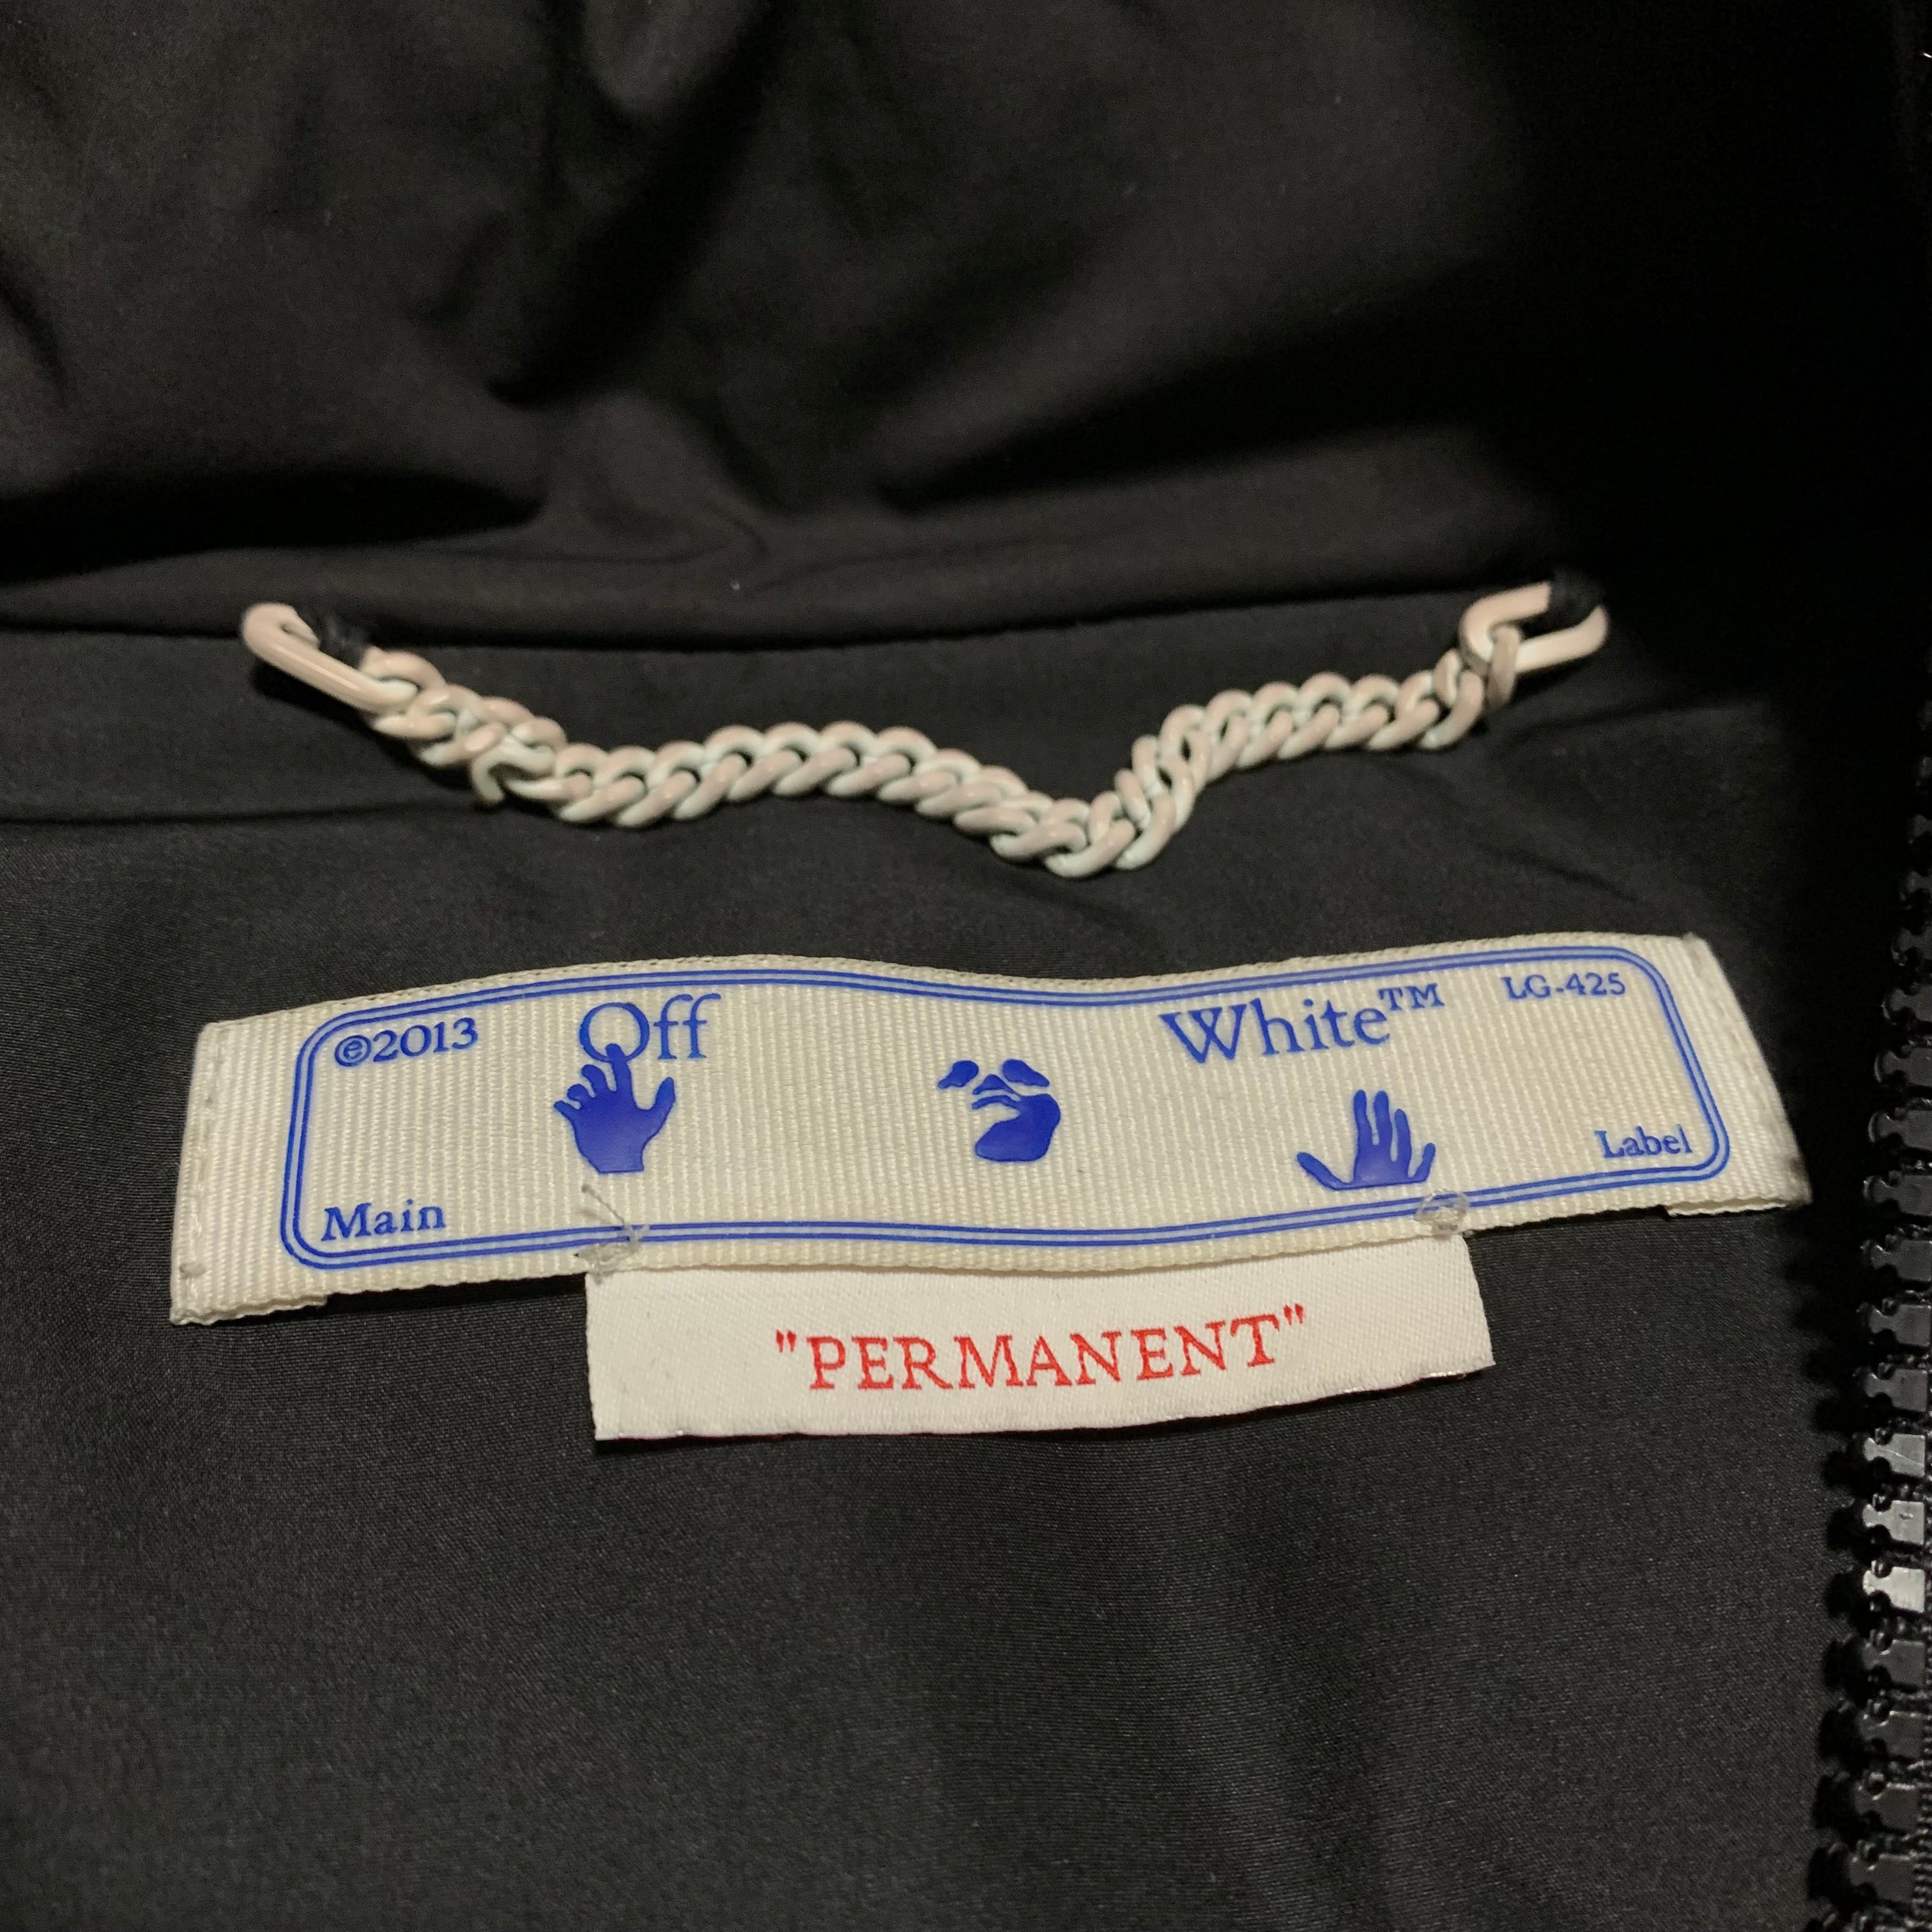 ©2013 Off White™ LG-425
Main Label
"PERMANENT"